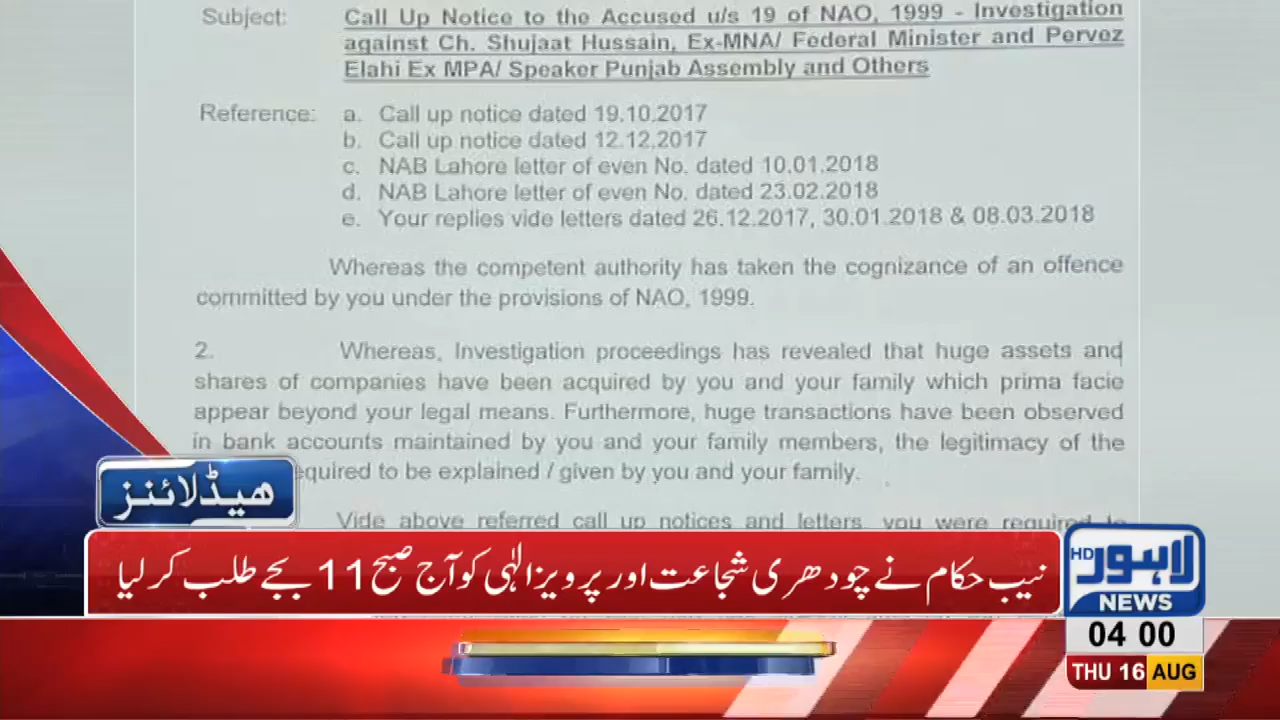 Subject: Call Up Notice to the Accused u/s 19 of NAO, 1999 - Investigation
against Ch. Shujaat Hussain, Ex-MNA/ Federal Minister and Pervez
Elahi Ex MPA/ Speaker Punjab Assembly and Others
Reference: a. Call up notice dated 19.10.2017
b. Call up notice dated 12.12.2017
c. NAB Lahore letter of even No. dated 10.01.2018
d. NAB Lahore letter of even No. dated 23.02.2018
e. Your replies vide letters dated 26.12.2017, 30.01.2018 & 08.03.2018
Whereas the competent authority has taken the cognizance of an offence
committed by you under the provisions of NAO, 1999.
2. Whereas, Investigation proceedings has revealed that huge assets and
shares of companies have been acquired by you and your family which prima facie
appear beyond your legal means. Furthermore, huge transactions have been observed
in bank accounts maintained by you and your family members, the legitimacy of the
equired to be explained / given by you and your family.
Vide above referred call up notices and letters, you were required to
ھیڈلائنز
نیب حکام نے چودھری شجاعت اور پرویز الٰہی کو آج صبح 11 بجے طلب کر لیا
HD لاہور
NEWS
04 00
THU 16 AUG